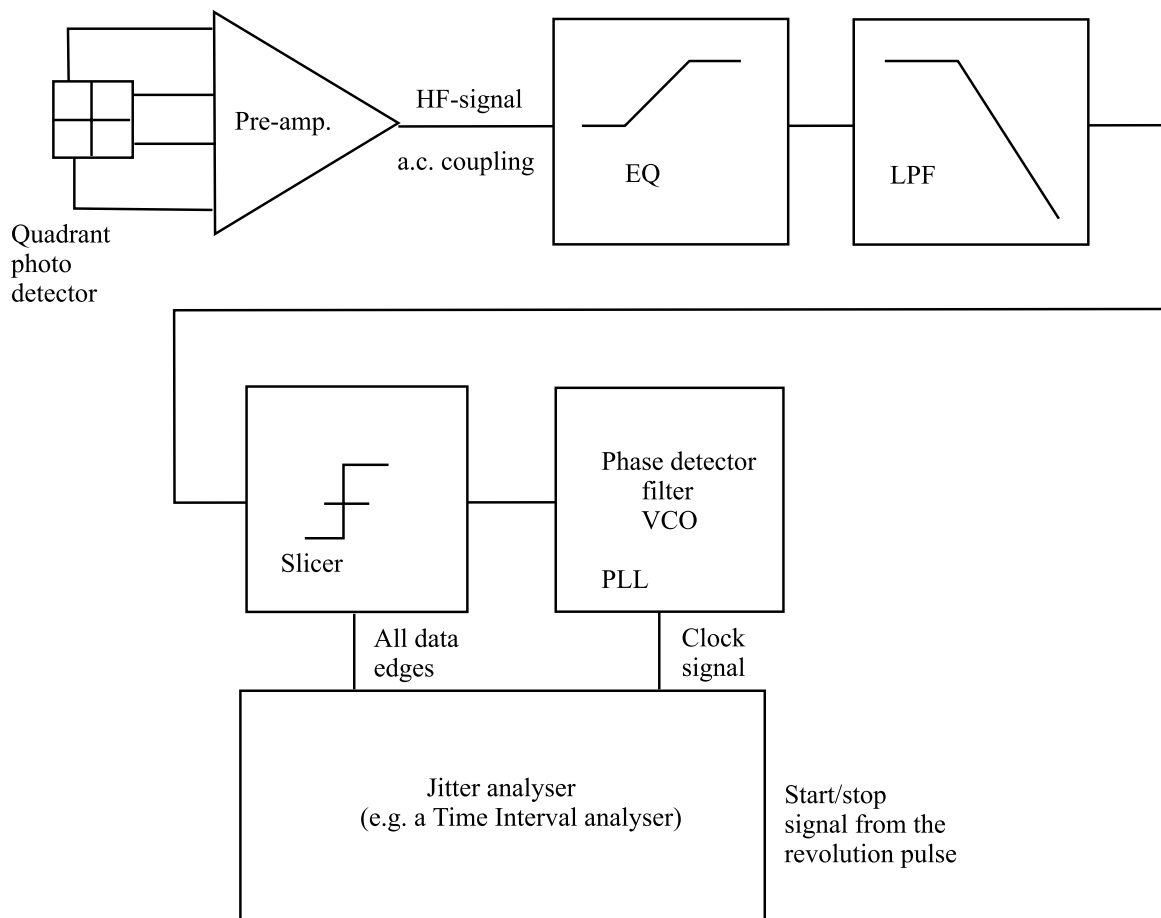 Pre-amp.
HF-signal
a.c. coupling
EQ
LPF
Quadrant
photo
detector
Phase detector
filter
VCO
Slicer
PLL
All data
edges
Clock
signal
Jitter analyser
(e.g. a Time Interval analyser)
Start/stop
signal from the
revolution pulse